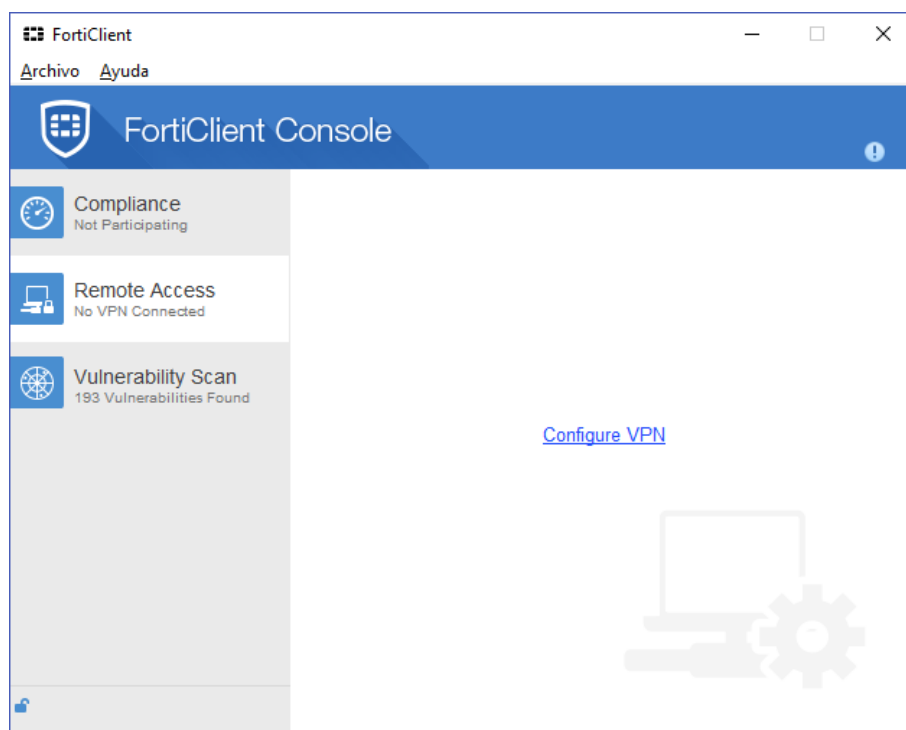 FortiClient
Archivo Ayuda
FortiClient Console
Compliance
Not Participating
Remote Access
No VPN Connected
Vulnerability Scan
193 Vulnerabilities Found
Configure VPN